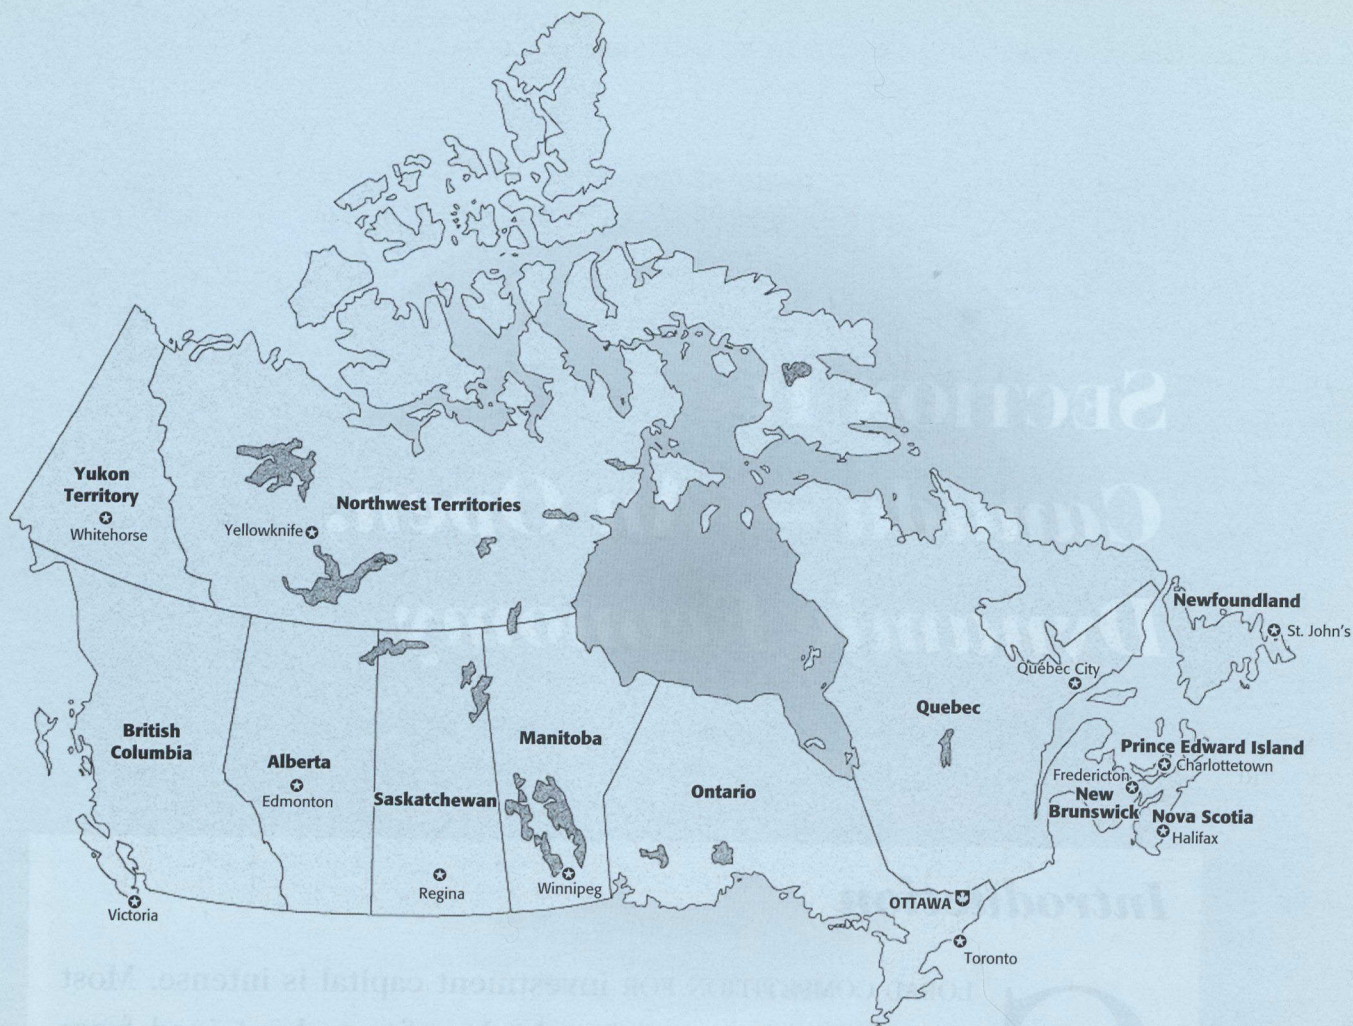 Yukon
Territory
Whitehorse
Northwest Territories
Yellowknife
Newfoundland
St. John's
Québec City
British
Columbia
Alberta
Edmonton
Saskatchewan
Regina
Manitoba
Winnipeg
Ontario
Quebec
Prince Edward Island
Charlottetown
Fredericton
New
Brunswick
Nova Scotia
Halifax
Victoria
OTTAWA
Toronto